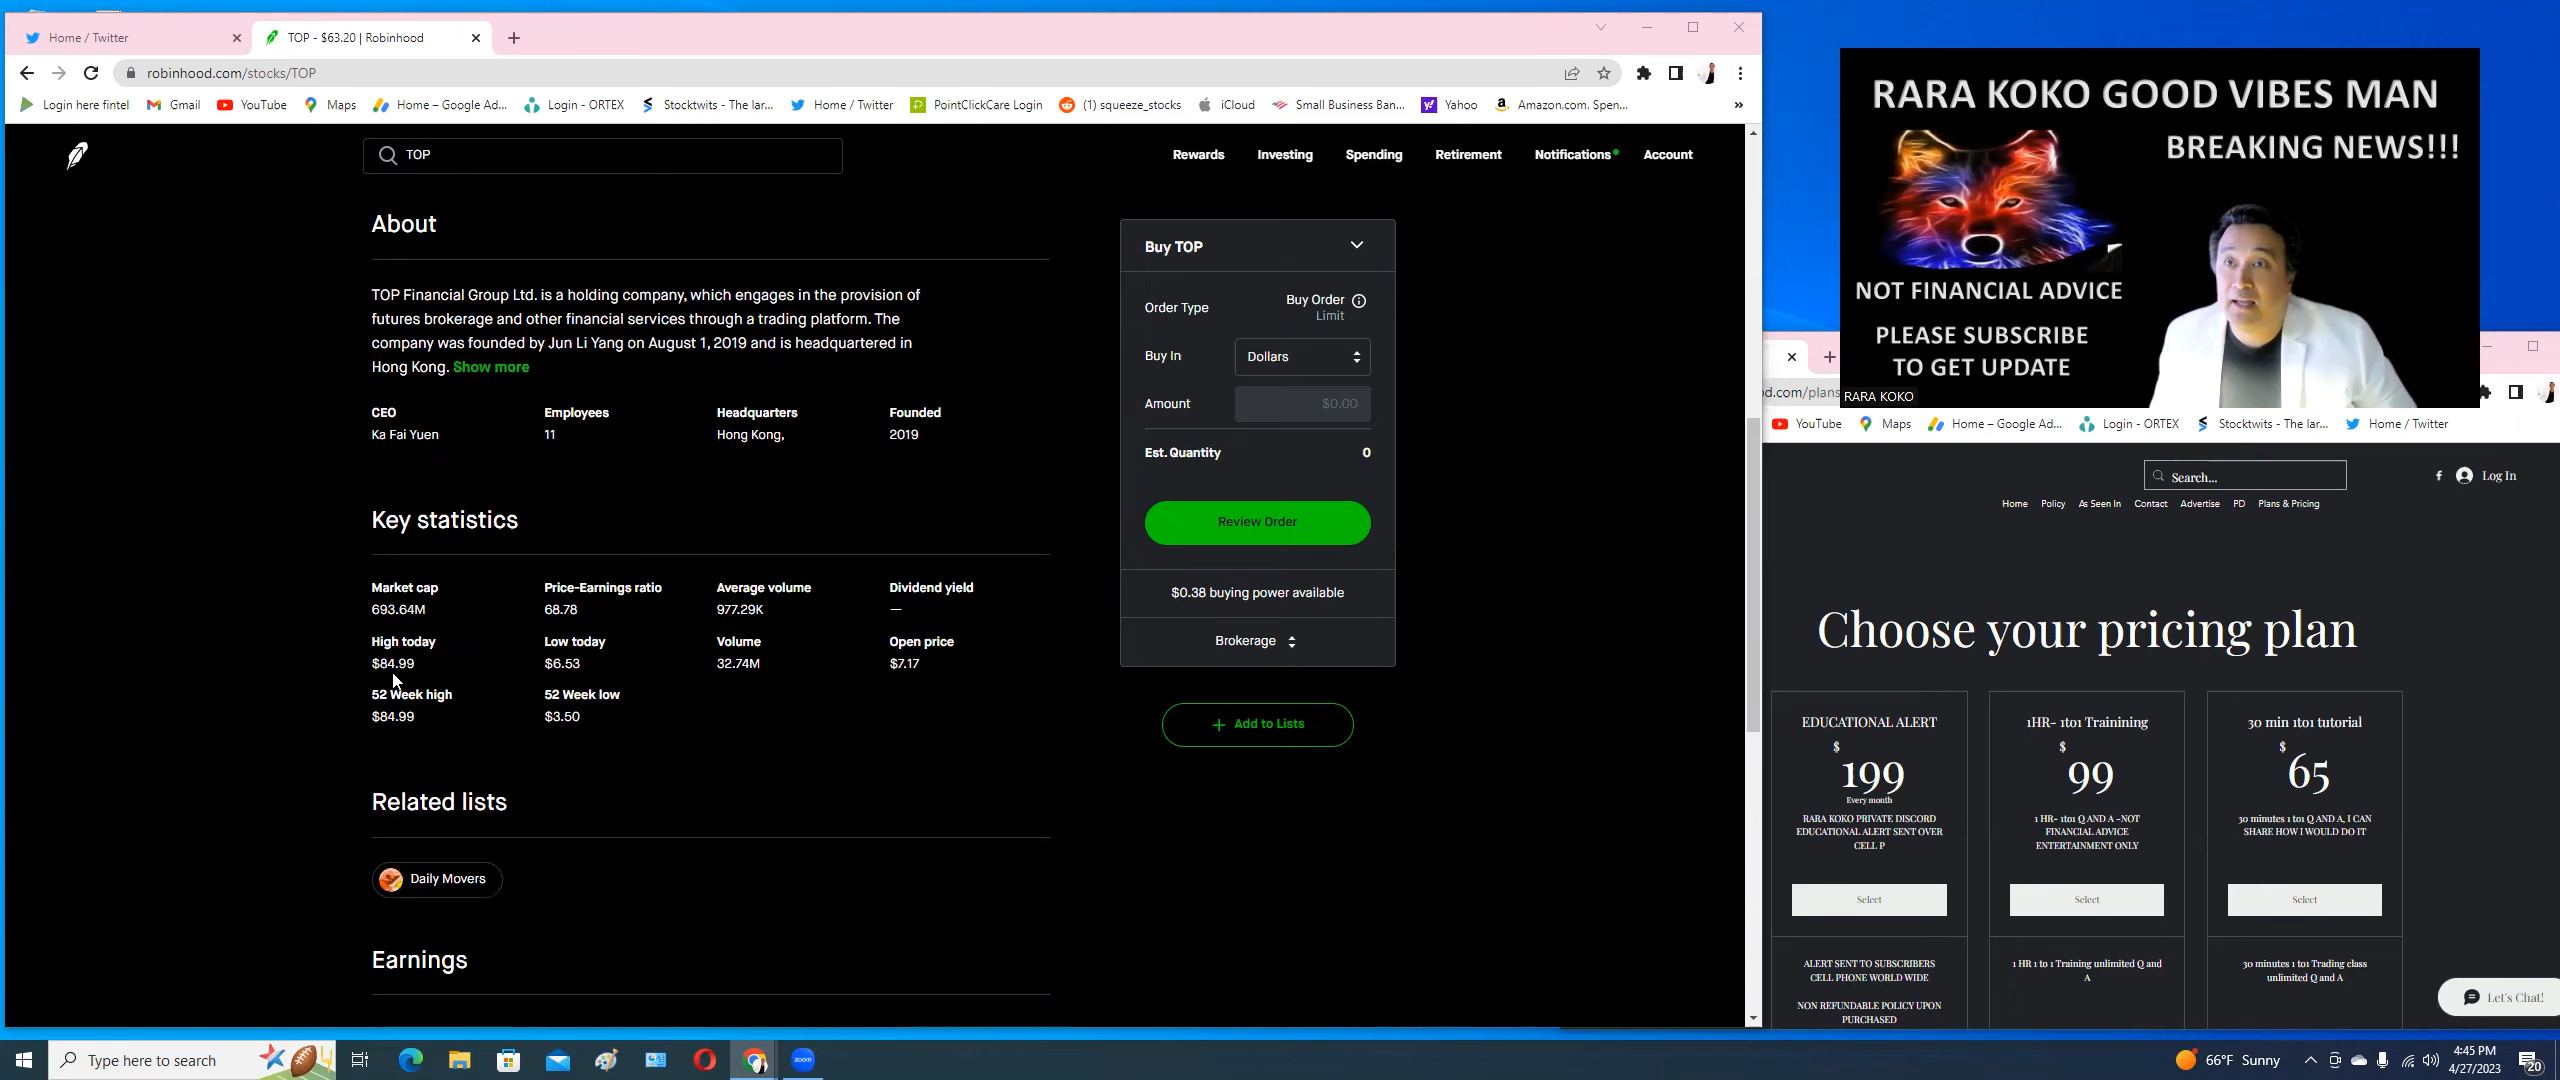 Home / Twitter
TOP - $63.20 | Robinhood
robinhood.com/stocks/TOP
Login here fintel
Gmail
YouTube
Maps
Home – Google Ad...
Login - ORTEX
Stocktwits - The lar...
Home / Twitter
PointClickCare Login
(1) squeeze_stocks
iCloud
Small Business Ban...
Yahoo
Amazon.com. Spen...
»
TOP
Rewards
Investing
Spending
Retirement
Notifications
Account
About
TOP Financial Group Ltd. is a holding company, which engages in the provision of
futures brokerage and other financial services through a trading platform. The
company was founded by Jun Li Yang on August 1, 2019 and is headquartered in
Hong Kong. Show more
CEO Employees Headquarters Founded
Ka Fai Yuen 11 Hong Kong, 2019
Key statistics
Market cap Price-Earnings ratio Average volume Dividend yield
693.64M 68.78 977.29K —
High today Low today Volume Open price
$84.99 $6.53 32.74M $7.17
52 Week high 52 Week low
$84.99 $3.50
Related lists
Daily Movers
Earnings
Buy TOP
Order Type Buy Order
Limit
Buy In Dollars
Amount $0.00
Est. Quantity 0
Review Order
$0.38 buying power available
Brokerage
+ Add to Lists
RARA KOKO GOOD VIBES MAN
BREAKING NEWS!!!
NOT FINANCIAL ADVICE
PLEASE SUBSCRIBE
TO GET UPDATE
RARA KOKO
d.com/plans
YouTube
Maps
Home – Google Ad...
Login - ORTEX
Stocktwits - The lar...
Home / Twitter
Search...
Log In
Home Policy As Seen In Contact Advertise PD Plans & Pricing
Choose your pricing plan
EDUCATIONAL ALERT
$
199
Every month
RARA KOKO PRIVATE DISCORD
EDUCATIONAL ALERT SENT OVER
CELL P
Select
ALERT SENT TO SUBSCRIBERS
CELL PHONE WORLD WIDE
NON REFUNDABLE POLICY UPON
PURCHASED
1HR- 1to1 Trainining
$
99
1 HR- 1to1 Q AND A -NOT
FINANCIAL ADVICE
ENTERTAINMENT ONLY
Select
1 HR 1 to 1 Training unlimited Q and
A
30 min 1to1 tutorial
$
65
30 minutes 1 to1 Q AND A, I CAN
SHARE HOW I WOULD DO IT
Select
30 minutes 1 to1 Trading class
unlimited Q and A
Let's Chat!
Type here to search
zoom
66°F Sunny
4:45 PM
4/27/2023
20